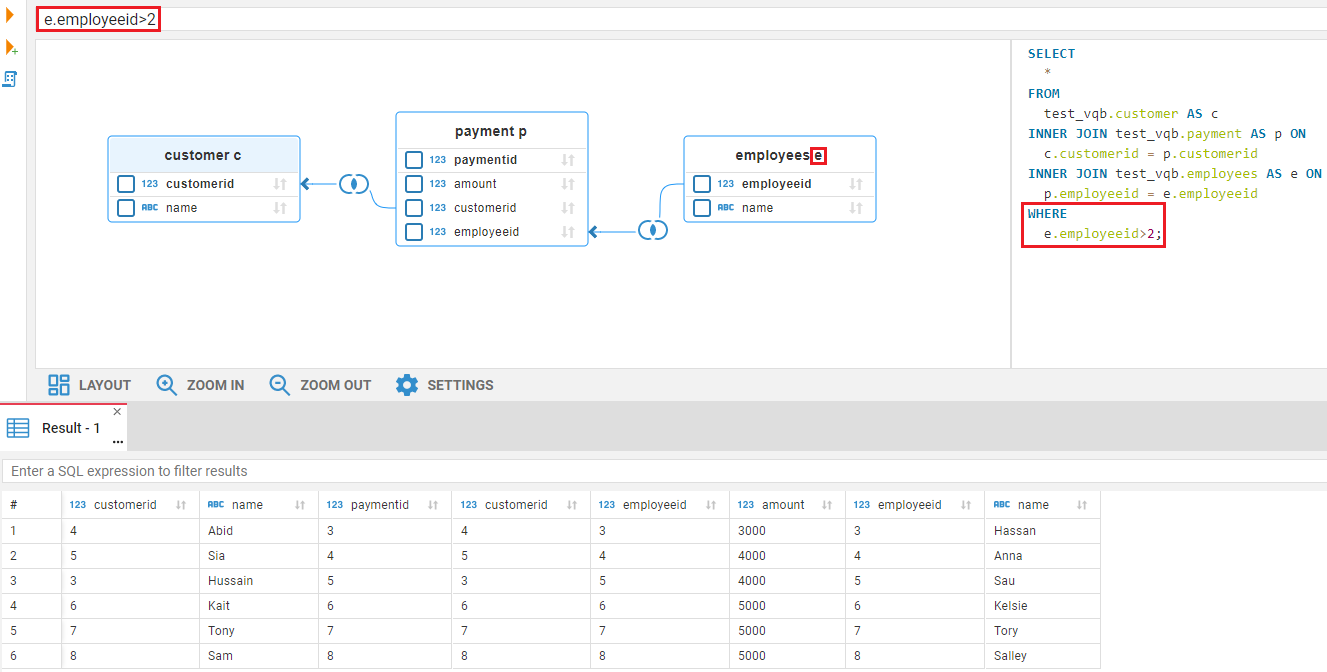 e.employeeid>2
customer c
123 customerid
ABC name
payment p
123 paymentid
123 amount
123 customerid
123 employeeid
employees e
123 employeeid
ABC name
SELECT
*
FROM
test_vqb.customer AS c
INNER JOIN test_vqb.payment AS p ON
c.customerid = p.customerid
INNER JOIN test_vqb.employees AS e ON
p.employeeid = e.employeeid
WHERE
e.employeeid>2;
LAYOUT ZOOM IN ZOOM OUT SETTINGS
Result - 1
Enter a SQL expression to filter results
# 123 customerid ABC name 123 paymentid 123 customerid 123 employeeid 123 amount 123 employeeid ABC name
1 4 Abid 3 4 3 3000 3 Hassan
2 5 Sia 4 5 4 4000 4 Anna
3 3 Hussain 5 3 5 4000 5 Sau
4 6 Kait 6 6 6 5000 6 Kelsie
5 7 Tony 7 7 7 5000 7 Tory
6 8 Sam 8 8 8 5000 8 Salley